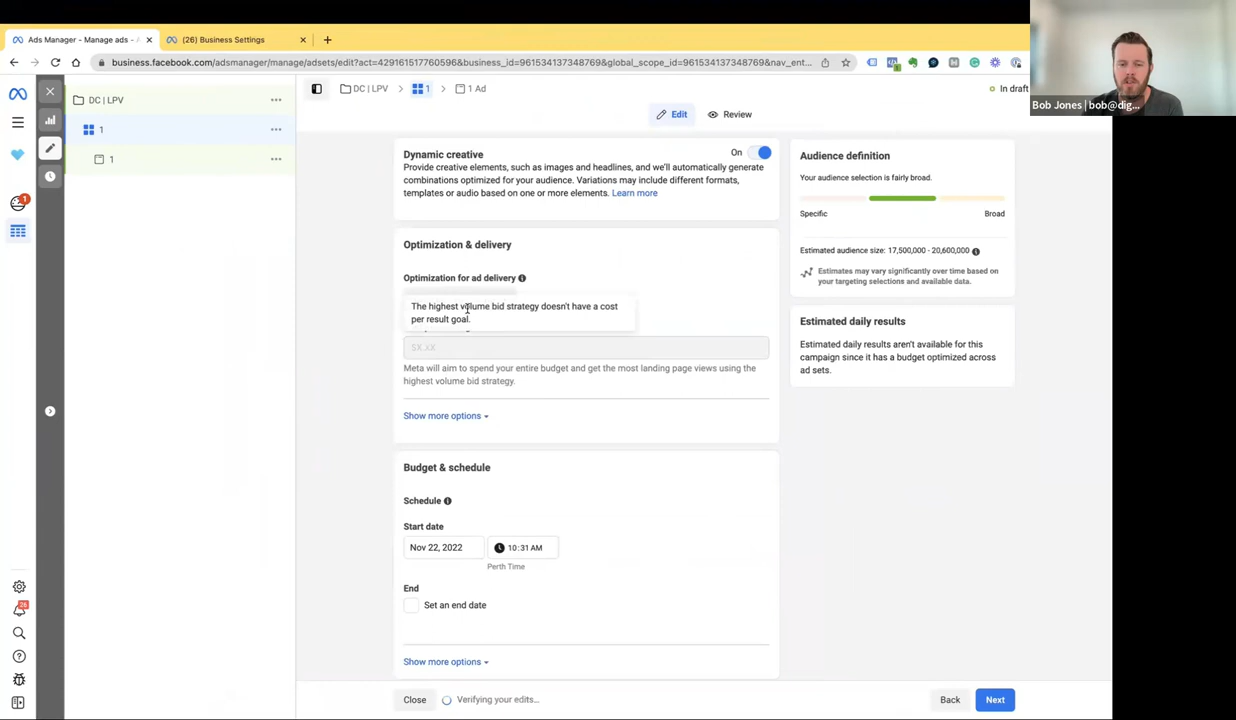 Ads Manager - Manage ads - A
(26) Business Settings
business.facebook.com/adsmanager/manage/adsets/edit?act=429161517760596&business_id=961534137348769&global_scope_id=961534137348769&nav_ent...
Bob Jones | bob@dig...
DC | LPV
1
1
DC | LPV
1
1 Ad
In draft
Edit
Review
Dynamic creative
On
Provide creative elements, such as images and headlines, and we'll automatically generate
combinations optimized for your audience. Variations may include different formats,
templates or audio based on one or more elements. Learn more
Optimization & delivery
Optimization for ad delivery
The highest volume bid strategy doesn't have a cost
per result goal.
$X.XX
Meta will aim to spend your entire budget and get the most landing page views using the
highest volume bid strategy.
Show more options
Budget & schedule
Schedule
Start date
Nov 22, 2022
10:31 AM
Perth Time
End
Set an end date
Show more options
Close
Verifying your edits...
Back
Next
Audience definition
Your audience selection is fairly broad.
Specific
Broad
Estimated audience size: 17,500,000 - 20,600,000
Estimates may vary significantly over time based on
your targeting selections and available data.
Estimated daily results
Estimated daily results aren't available for this
campaign since it has a budget optimized across
ad sets.
1
26